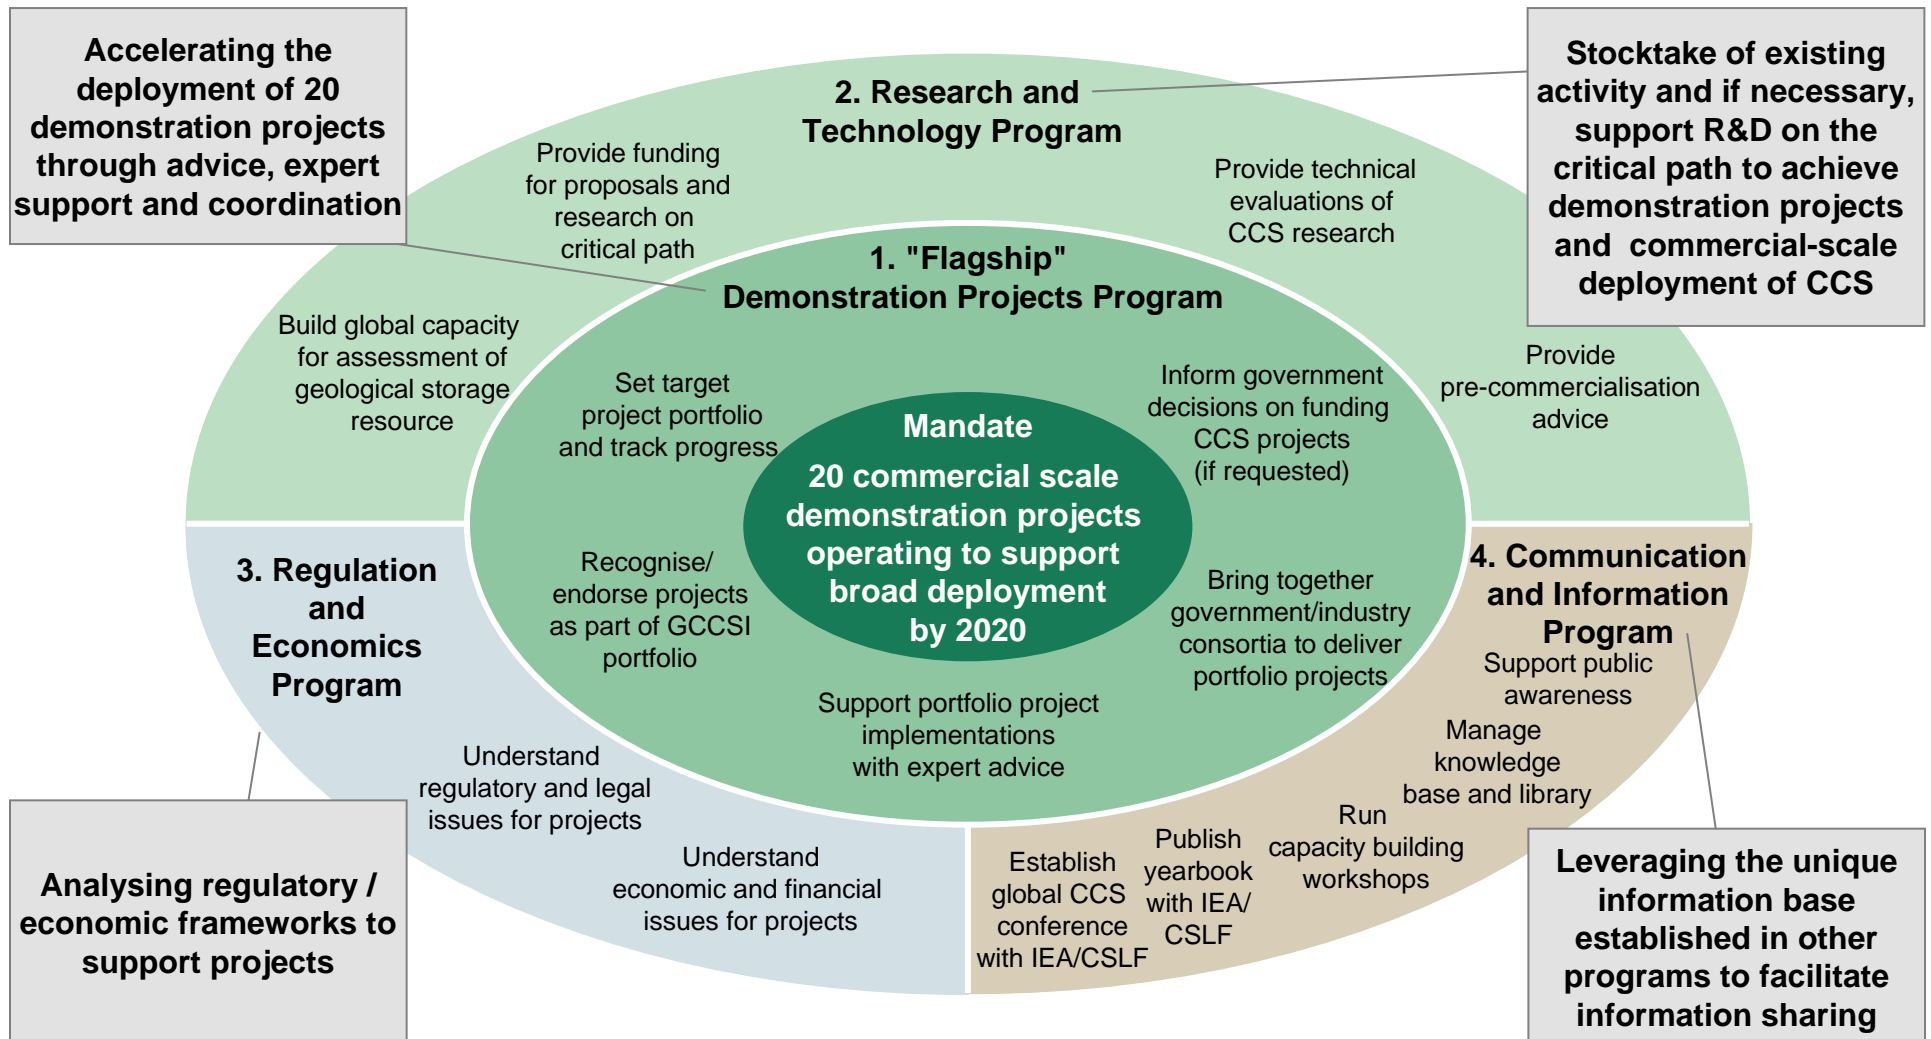 Accelerating the
deployment of 20
demonstration projects
through advice, expert
support and coordination
Stocktake of existing
activity and if necessary,
support R&D on the
critical path to achieve
demonstration projects
and commercial-scale
deployment of CCS
2. Research and
Technology Program
Provide funding
for proposals and
research on
critical path
Provide technical
evaluations of
CCS research
Build global capacity
for assessment of
geological storage
resource
Provide
pre-commercialisation
advice
1. "Flagship"
Demonstration Projects Program
Set target
project portfolio
and track progress
Inform government
decisions on funding
CCS projects
(if requested)
Mandate
20 commercial scale
demonstration projects
operating to support
broad deployment
by 2020
Recognise/
endorse projects
as part of GCCSI
portfolio
Bring together
government/industry
consortia to deliver
portfolio projects
Support portfolio project
implementations
with expert advice
3. Regulation
and
Economics
Program
Understand
regulatory and legal
issues for projects
Understand
economic and financial
issues for projects
4. Communication
and Information
Program
Support public
awareness
Manage
knowledge
base and library
Run
capacity building
workshops
Publish
yearbook
with IEA/
CSLF
Establish
global CCS
conference
with IEA/CSLF
Analysing regulatory /
economic frameworks to
support projects
Leveraging the unique
information base
established in other
programs to facilitate
information sharing